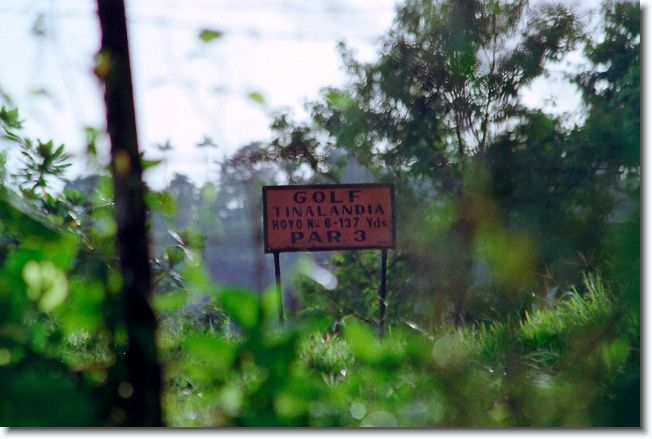 GOLF
TINALANDIA
HOYO No 6-137 Yds
PAR 3